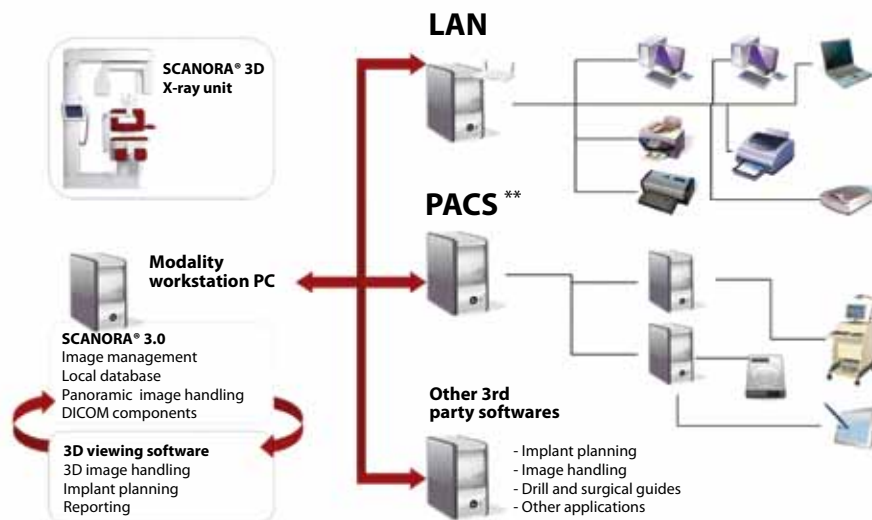 LAN
SCANORA® 3D
X-ray unit
PACS **
Modality
workstation PC
SCANORA® 3.0
Image management
Local database
Panoramic image handling
DICOM components
3D viewing software
3D image handling
Implant planning
Reporting
Other 3rd
party softwares
- Implant planning
- Image handling
- Drill and surgical guides
- Other applications